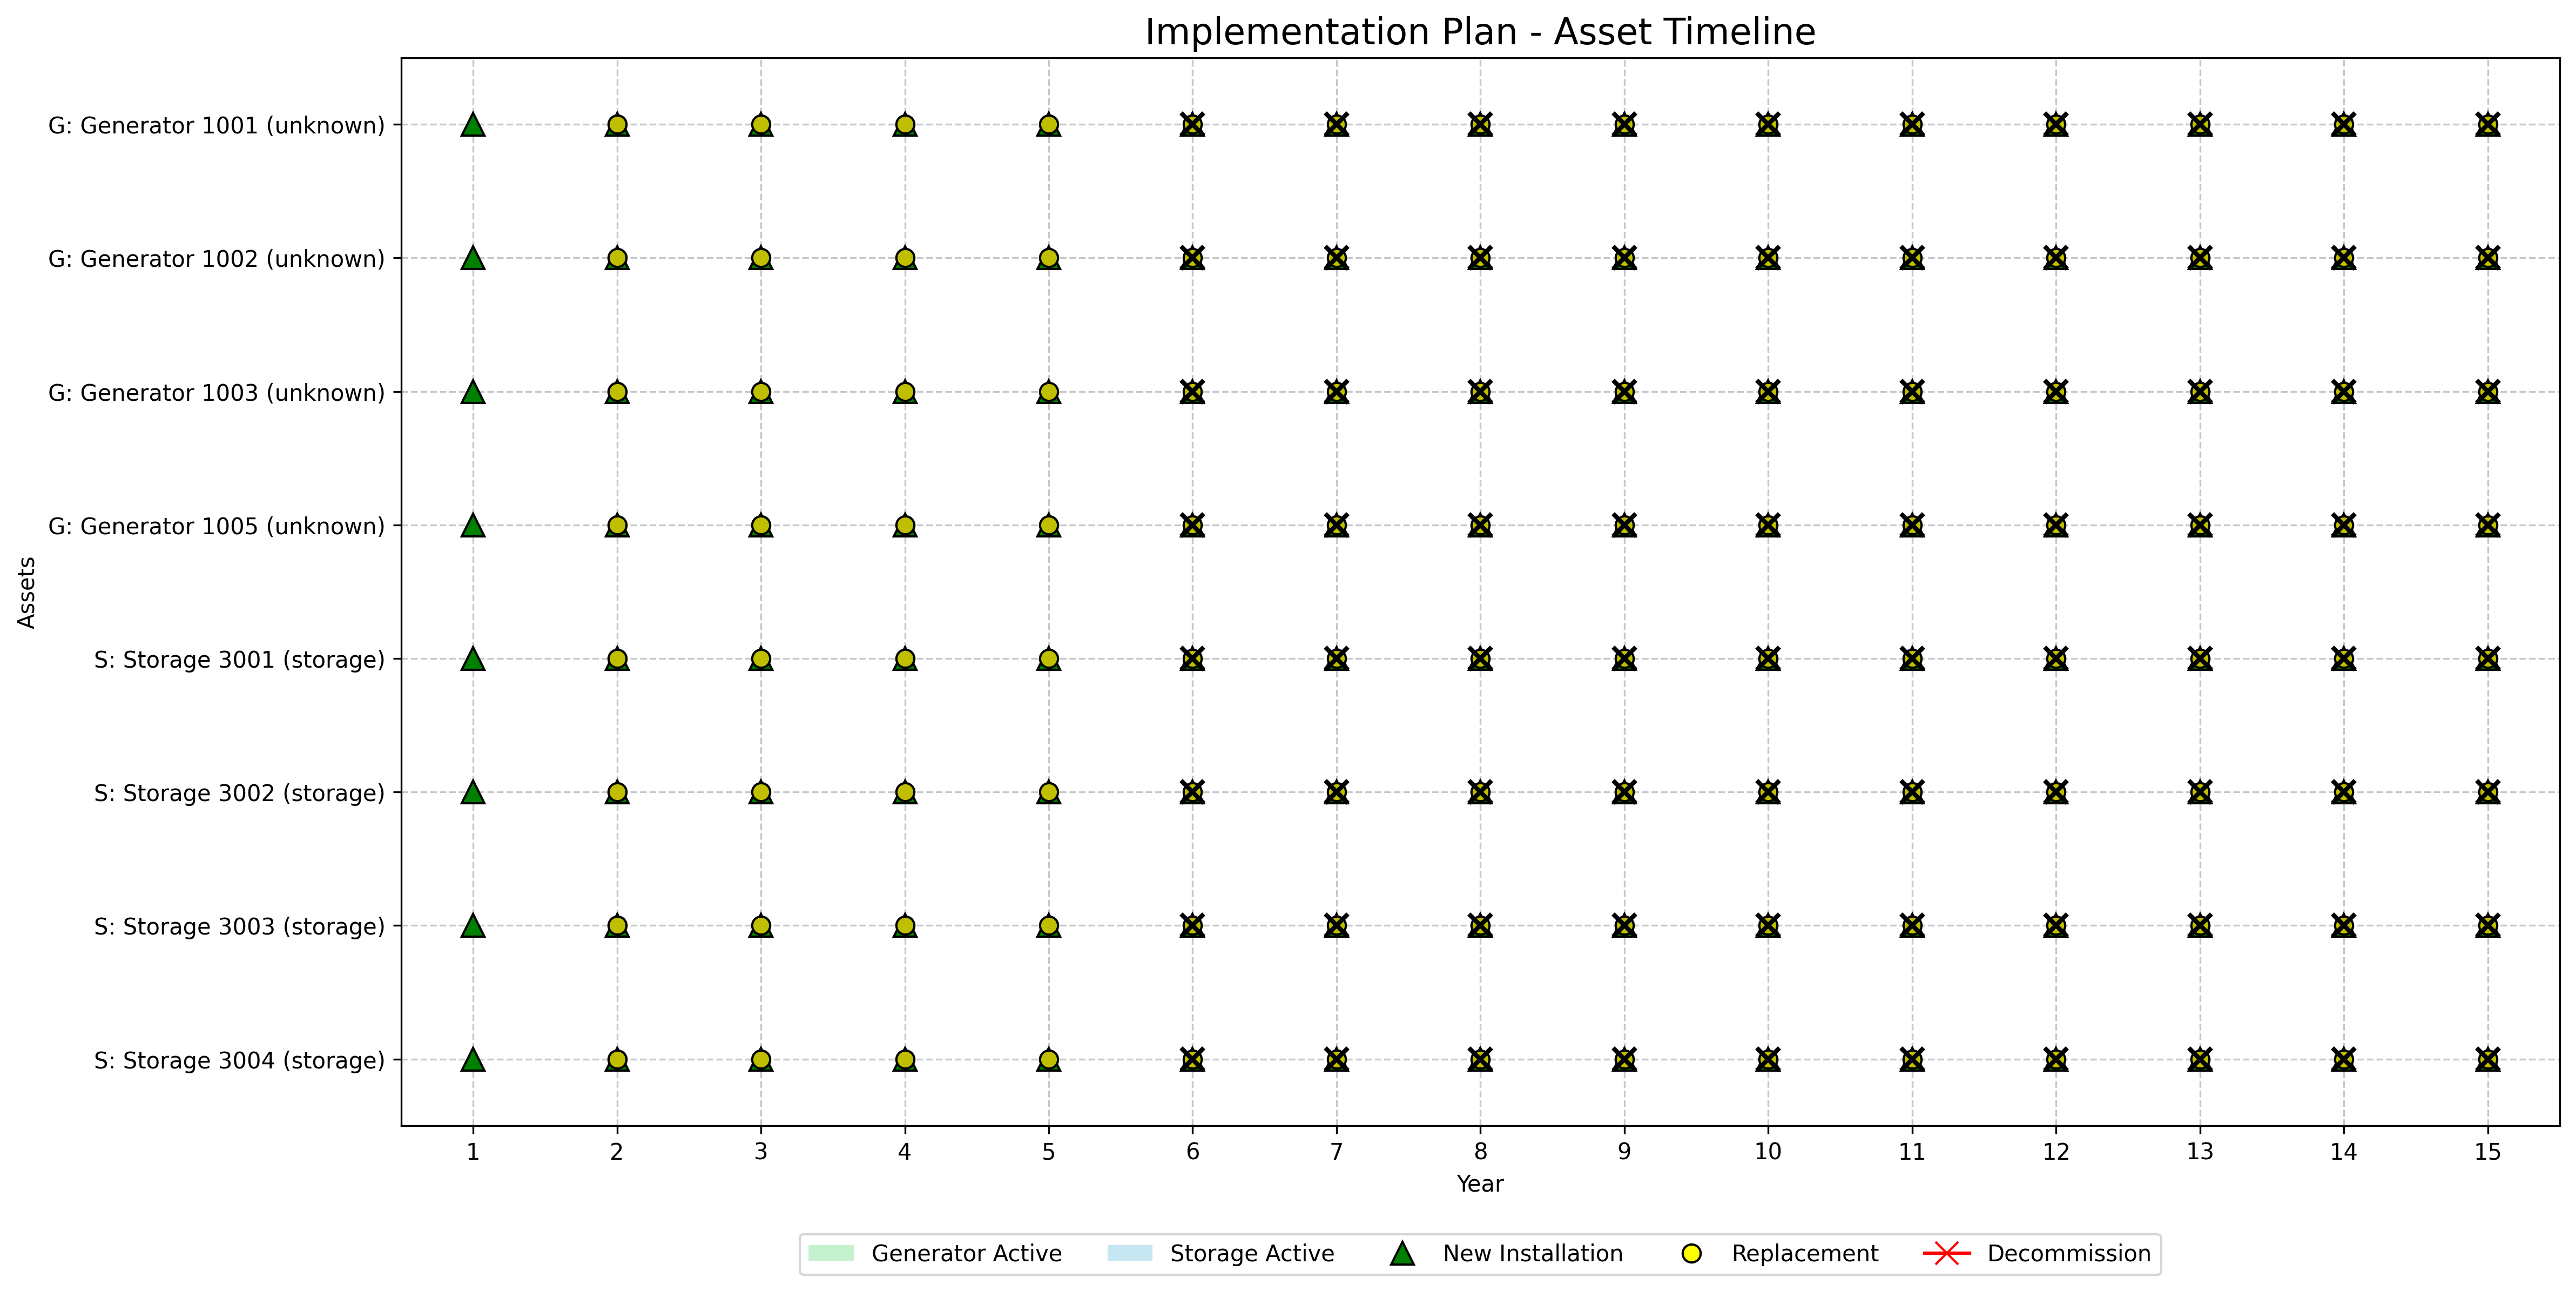 Implementation Plan - Asset Timeline
G: Generator 1001 (unknown)
G: Generator 1002 (unknown)
G: Generator 1003 (unknown)
G: Generator 1005 (unknown)
S: Storage 3001 (storage)
S: Storage 3002 (storage)
S: Storage 3003 (storage)
S: Storage 3004 (storage)
Assets
1 2 3 4 5 6 7 8 9 10 11 12 13 14 15
Year
Generator Active Storage Active New Installation Replacement Decommission